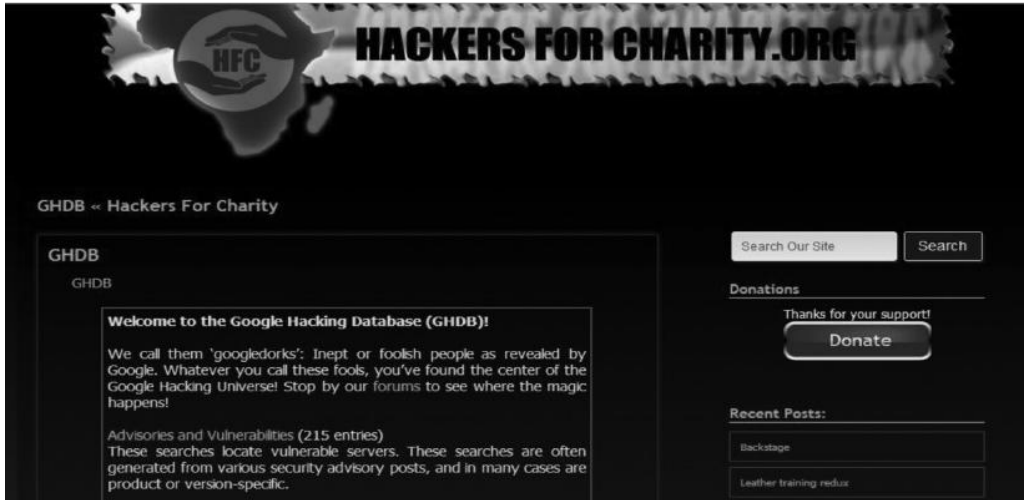 HACKERS FOR CHARITY.ORG
HFC
GHDB « Hackers For Charity
GHDB
GHDB
Welcome to the Google Hacking Database (GHDB)!
We call them 'googledorks': Inept or foolish people as revealed by
Google. Whatever you call these fools, you've found the center of the
Google Hacking Universe! Stop by our forums to see where the magic
happens!
Advisories and Vulnerabilities (215 entries)
These searches locate vulnerable servers. These searches are often
generated from various security advisory posts, and in many cases are
product or version-specific.
Search Our Site
Search
Donations
Thanks for your support!
Donate
Recent Posts:
Backstage
Leather training redux